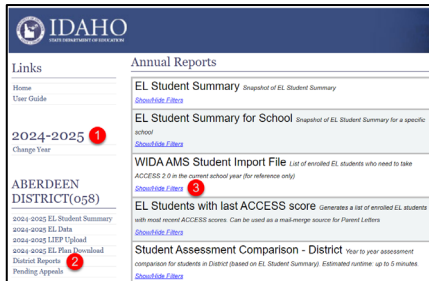 IDAHO
STATE DEPARTMENT OF EDUCATION
Links
Home
User Guide
2024-2025 1
Change Year
ABERDEEN
DISTRICT(058)
2024-2025 EL Student Summary
2024-2025 EL Data
2024-2025 LIEP Upload
2024-2025 EL Plan Download
District Reports 2
Pending Appeals
Annual Reports
EL Student Summary Snapshot of EL Student Summary
Show/Hide Filters
EL Student Summary for School Snapshot of EL Student Summary for a specific
school
Show/Hide Filters
WIDA AMS Student Import File List of enrolled EL students who need to take
ACCESS 2.0 in the current school year (for reference only)
Show/Hide Filters 3
EL Students with last ACCESS score Generates a list of enrolled EL students
with most recent ACCESS scores. Can be used as a mail-merge source for Parent Letters
Show/Hide Filters
Student Assessment Comparison - District Year to year assessment
comparison for students in District (based on EL Student Summary). Estimated runtime: up to 5 minutes.
Show/Hide Filters